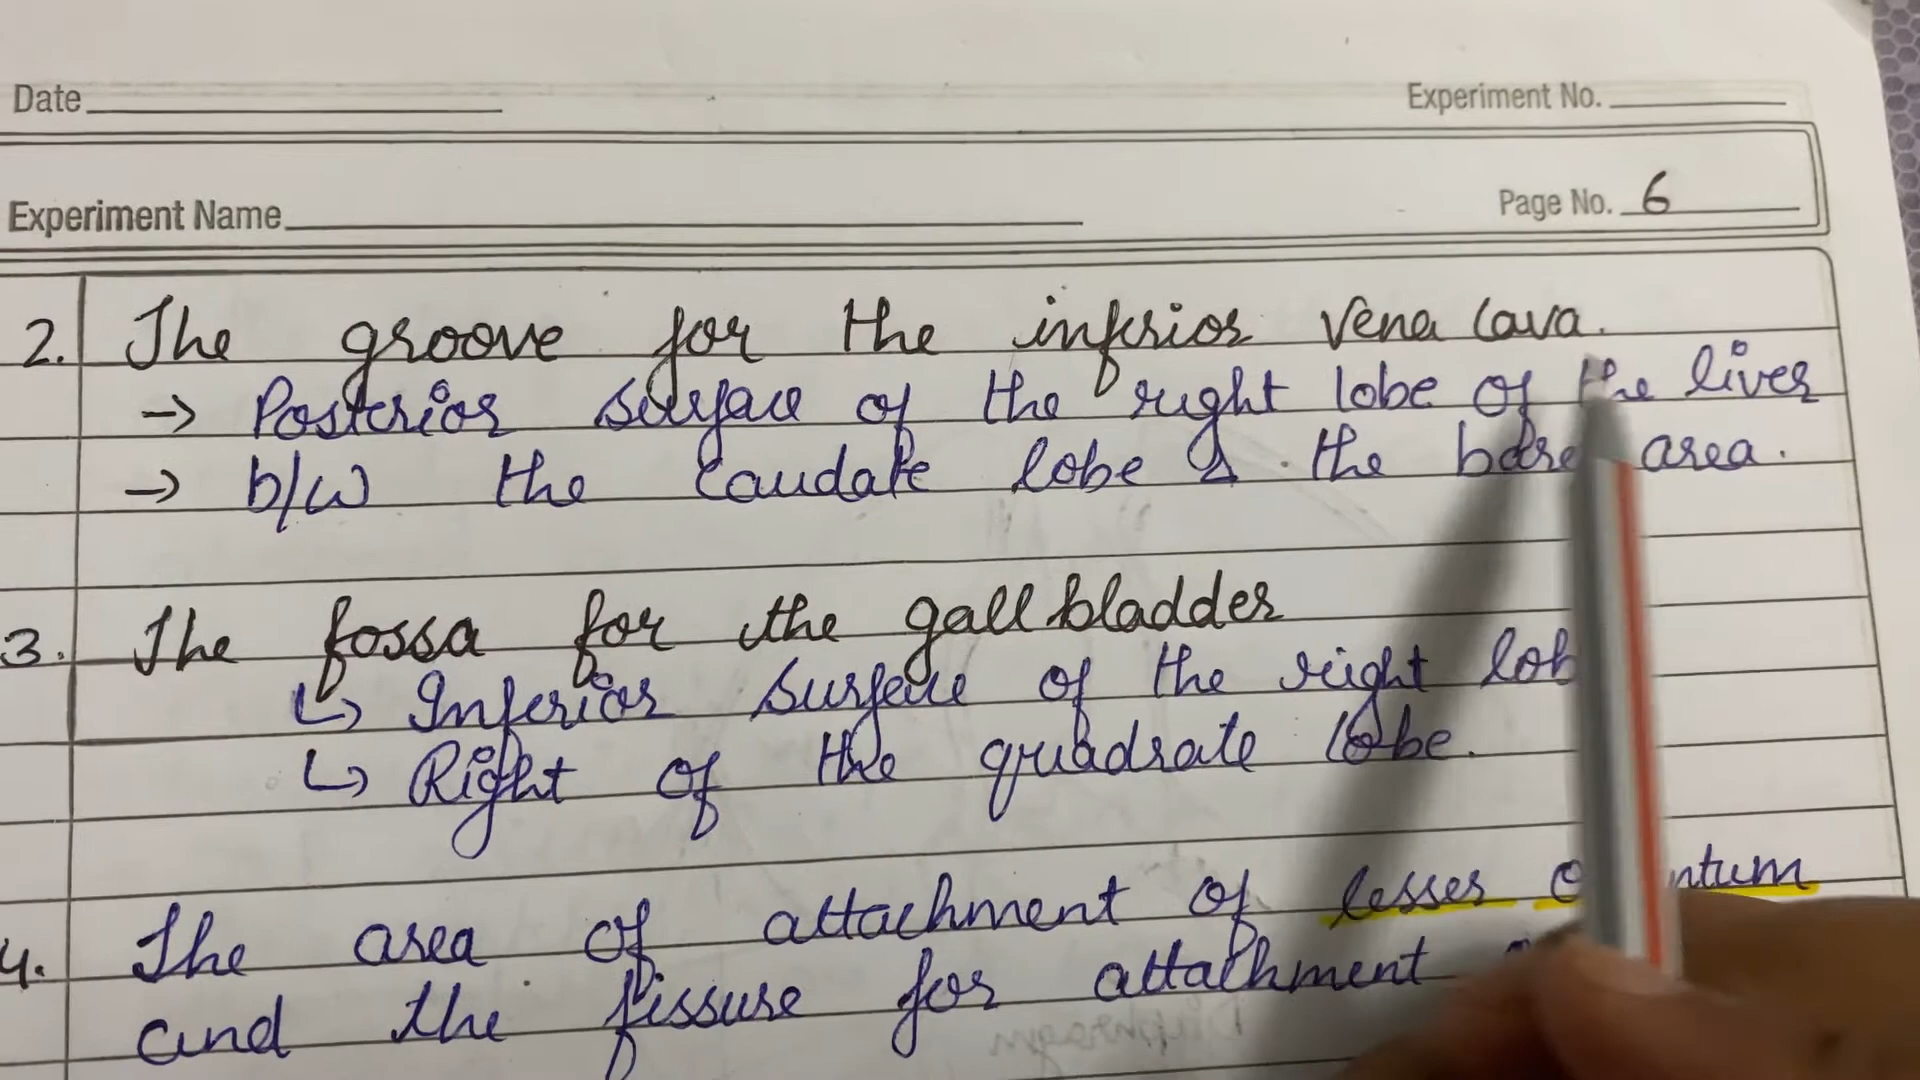 Date
Experiment No.
Experiment Name
Page No. 6
2. The groove for the inferior vena cava.
→ Posterior surface of the right lobe of the liver
→ b/w the caudate lobe & the bare area.
3. The fossa for the gall bladder
↳ Inferior surface of the right lob
↳ Right of the quadrate lobe.
4. The area of attachment of lesser o ntum
and the fissure for attachment